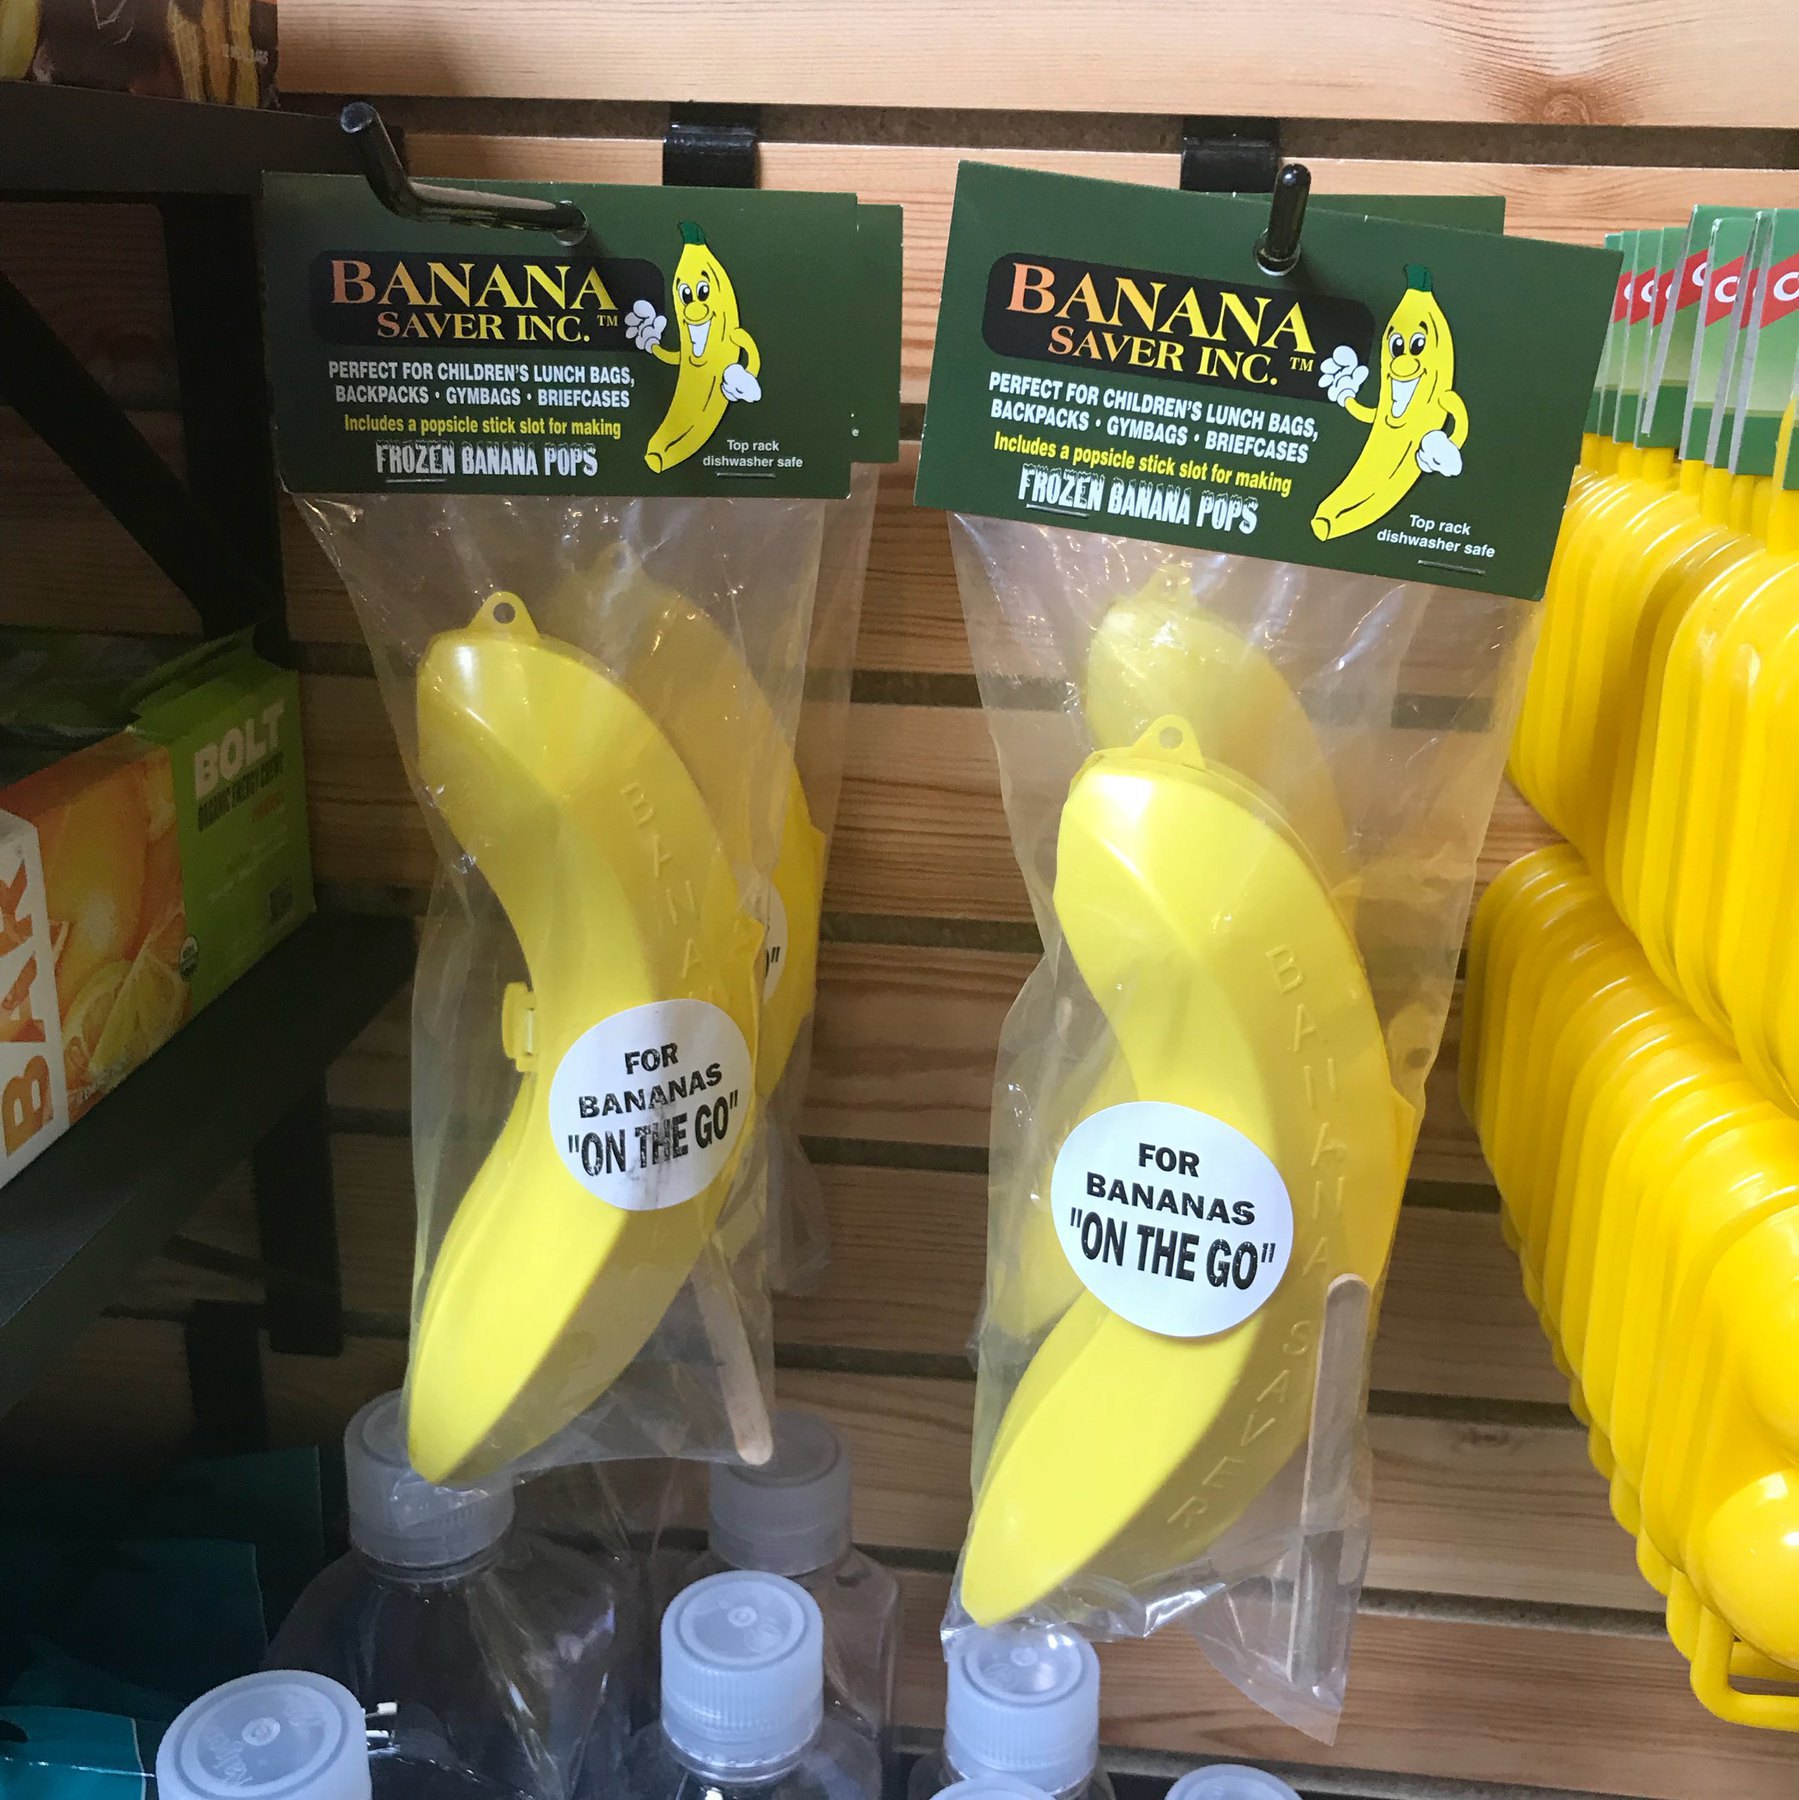 BANANA
SAVER INC. ™
PERFECT FOR CHILDREN'S LUNCH BAGS,
BACKPACKS • GYMBAGS • BRIEFCASES
Includes a popsicle stick slot for making
FROZEN BANANA POPS
Top rack
dishwasher safe
BANANA
SAVER INC. ™
PERFECT FOR CHILDREN'S LUNCH BAGS,
BACKPACKS • GYMBAGS • BRIEFCASES
Includes a popsicle stick slot for making
FROZEN BANANA POPS
Top rack
dishwasher safe
FOR
BANANAS
"ON THE GO"
BANANA SAVER
FOR
BANANAS
"ON THE GO"
BOLT
ORGANIC ENERGY CHEWS
BAR